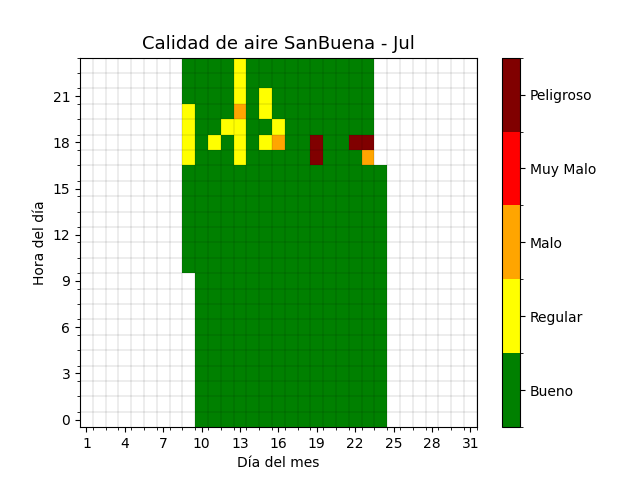 Calidad de aire SanBuena - Jul
Hora del día
21
18
15
12
9
6
3
0
1 4 7 10 13 16 19 22 25 28 31
Día del mes
Peligroso
Muy Malo
Malo
Regular
Bueno